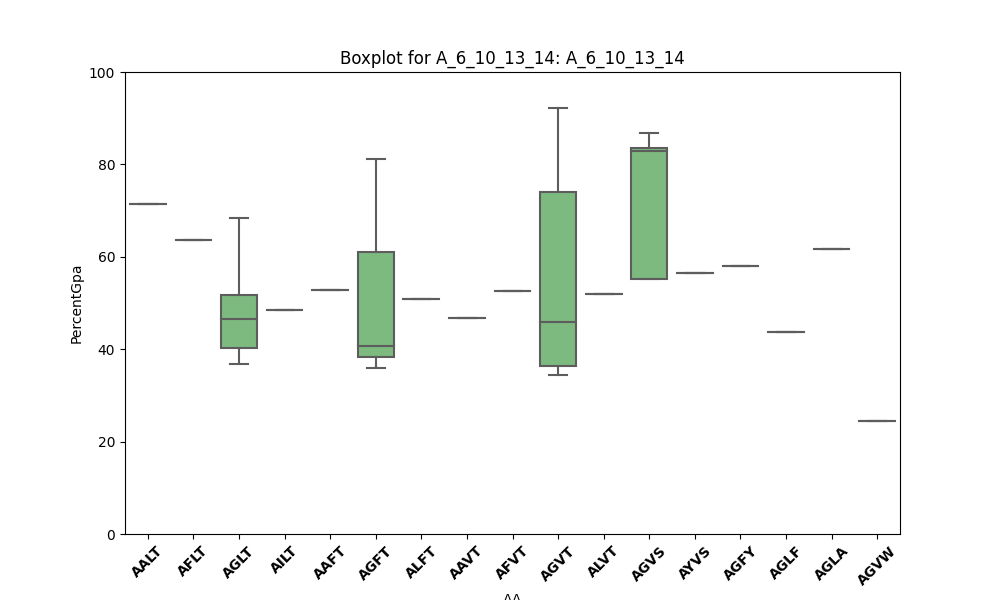 Boxplot for A_6_10_13_14: A_6_10_13_14
PercentGpa
100
80
60
40
20
0
AALT
AFLT
AGLT
AILT
AAFT
AGFT
ALFT
AAVT
AFVT
AGVT
ALVT
AGVS
AYVS
AGFY
AGLF
AGLA
AGVW
AA